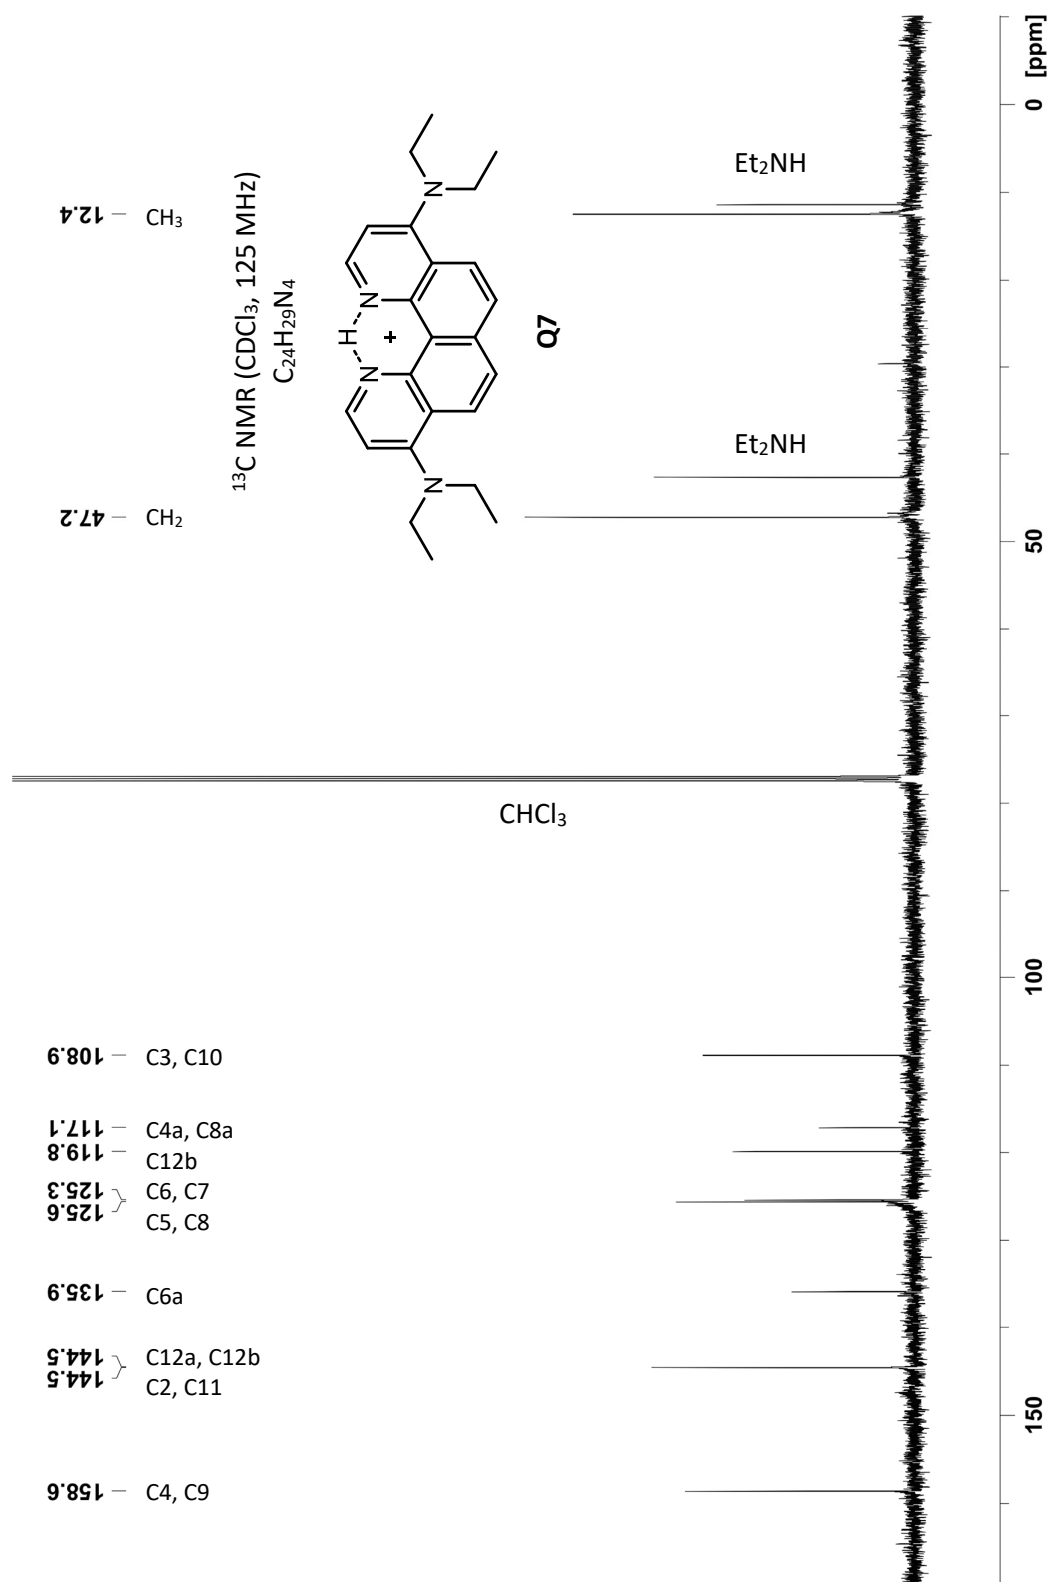 12.4
CH₃
¹³C NMR (CDCl₃, 125 MHz)
C₂₄H₂₉N₄
N
N
H
N
N
+
Q7
Et₂NH
47.2
CH₂
Et₂NH
CHCl₃
108.9
C3, C10
117.1
C4a, C8a
119.8
C12b
125.3
C6, C7
125.6
C5, C8
135.9
C6a
144.5
C12a, C12b
144.5
C2, C11
158.6
C4, C9
[ppm]
0
50
100
150